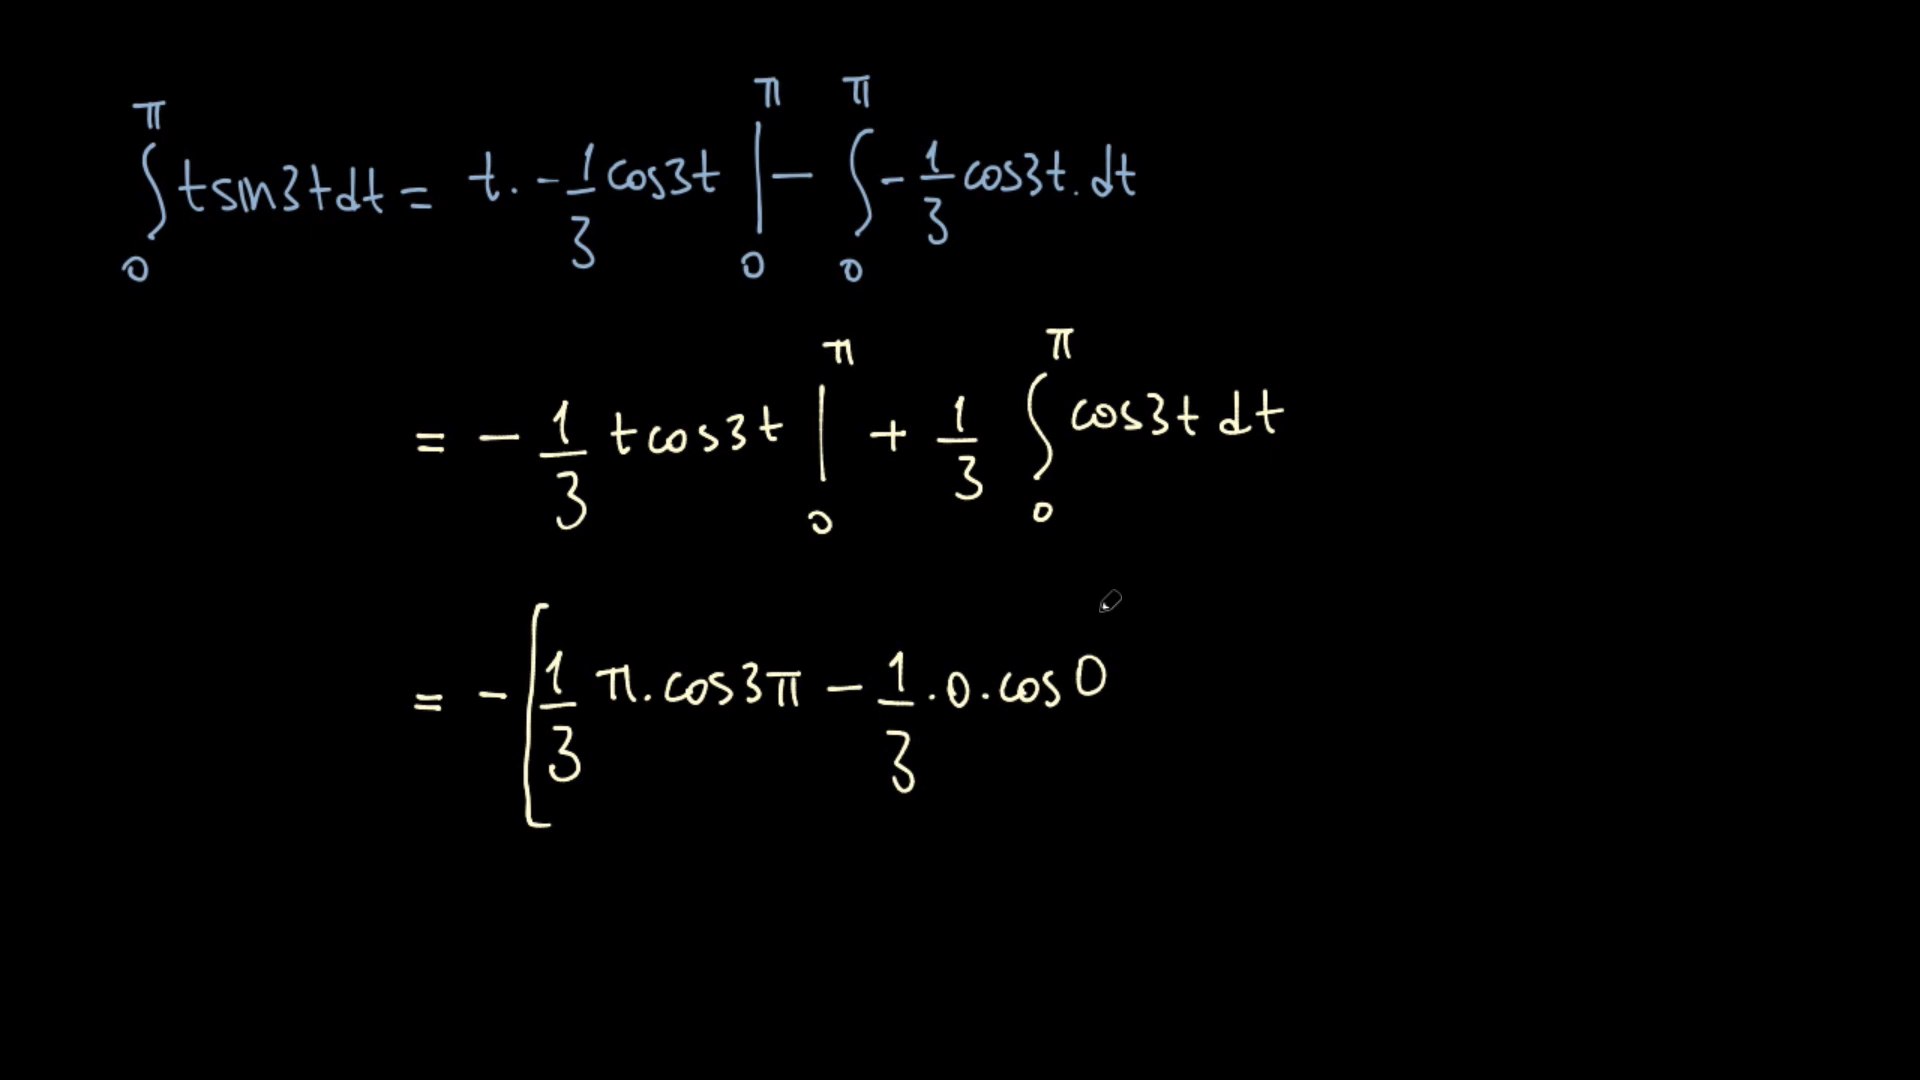 ∫₀^π t sin3t dt = t · -1/3 cos3t |₀^π - ∫₀^π -1/3 cos3t . dt
= - 1/3 t cos3t |₀^π + 1/3 ∫₀^π cos3t dt
= - [1/3 π . cos3π - 1/3 . 0 . cos0